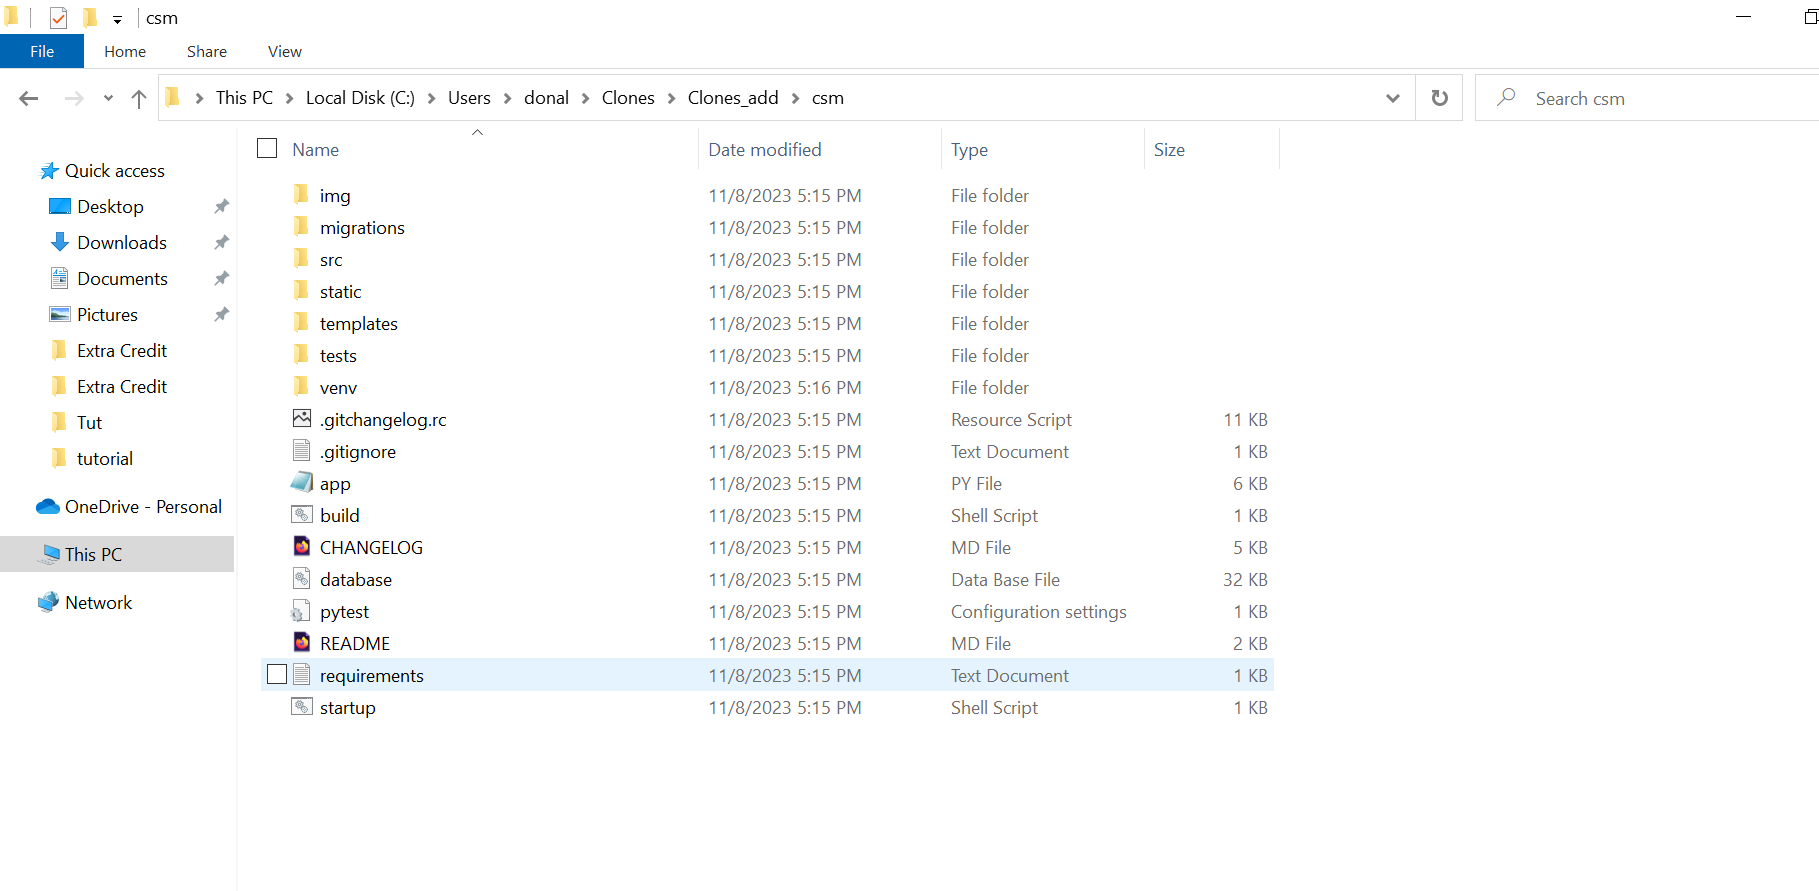 csm
File Home Share View
This PC Local Disk (C:) Users donal Clones Clones_add csm Search csm
Name Date modified Type Size
Quick access
Desktop
Downloads
Documents
Pictures
Extra Credit
Extra Credit
Tut
tutorial
OneDrive - Personal
This PC
Network
img 11/8/2023 5:15 PM File folder
migrations 11/8/2023 5:15 PM File folder
src 11/8/2023 5:15 PM File folder
static 11/8/2023 5:15 PM File folder
templates 11/8/2023 5:15 PM File folder
tests 11/8/2023 5:15 PM File folder
venv 11/8/2023 5:16 PM File folder
.gitchangelog.rc 11/8/2023 5:15 PM Resource Script 11 KB
.gitignore 11/8/2023 5:15 PM Text Document 1 KB
app 11/8/2023 5:15 PM PY File 6 KB
build 11/8/2023 5:15 PM Shell Script 1 KB
CHANGELOG 11/8/2023 5:15 PM MD File 5 KB
database 11/8/2023 5:15 PM Data Base File 32 KB
pytest 11/8/2023 5:15 PM Configuration settings 1 KB
README 11/8/2023 5:15 PM MD File 2 KB
requirements 11/8/2023 5:15 PM Text Document 1 KB
startup 11/8/2023 5:15 PM Shell Script 1 KB